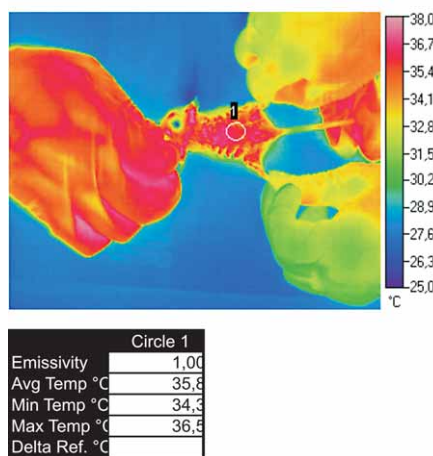 1
38,0
36,7
35,4
34,1
32,8
31,5
30,2
28,9
27,6
26,3
25,0
°C
Circle 1
Emissivity 1,00
Avg Temp °C 35,8
Min Temp °C 34,3
Max Temp °C 36,5
Delta Ref. °C